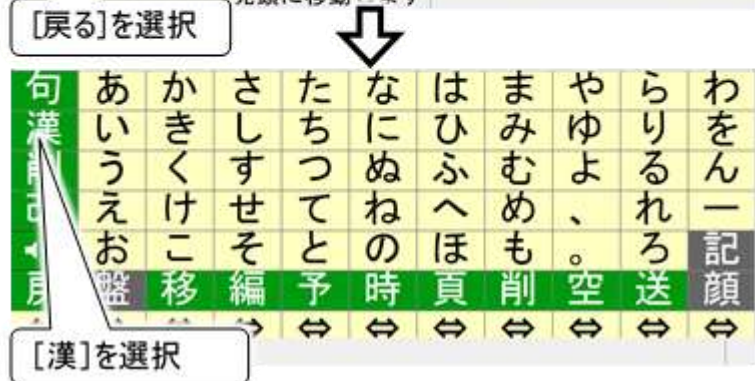 [戻る]を選択
句 あ か さ た な は ま や ら わ
漢 い き し ち に ひ み ゆ り を
う く す つ ぬ ふ む よ る ん
え け せ て ね へ め 、 れ ー
お こ そ と の ほ も 。 ろ 記
戻 盤 移 編 予 時 頁 削 空 送 顔
⇔ ⇔ ⇔ ⇔ ⇔ ⇔ ⇔ ⇔
[漢]を選択